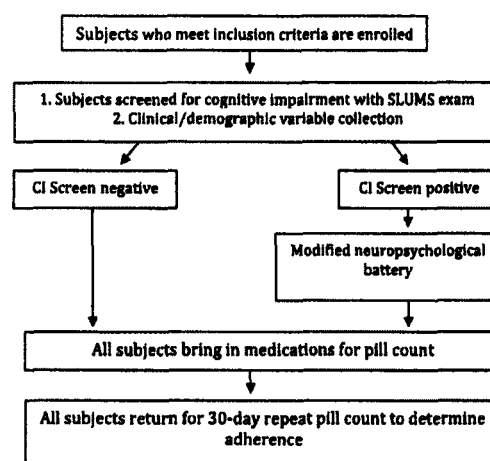 Subjects who meet inclusion criteria are enrolled
1. Subjects screened for cognitive impairment with SLUMS exam
2. Clinical/demographic variable collection
CI Screen negative
CI Screen positive
Modified neuropsychological
battery
All subjects bring in medications for pill count
All subjects return for 30-day repeat pill count to determine
adherence